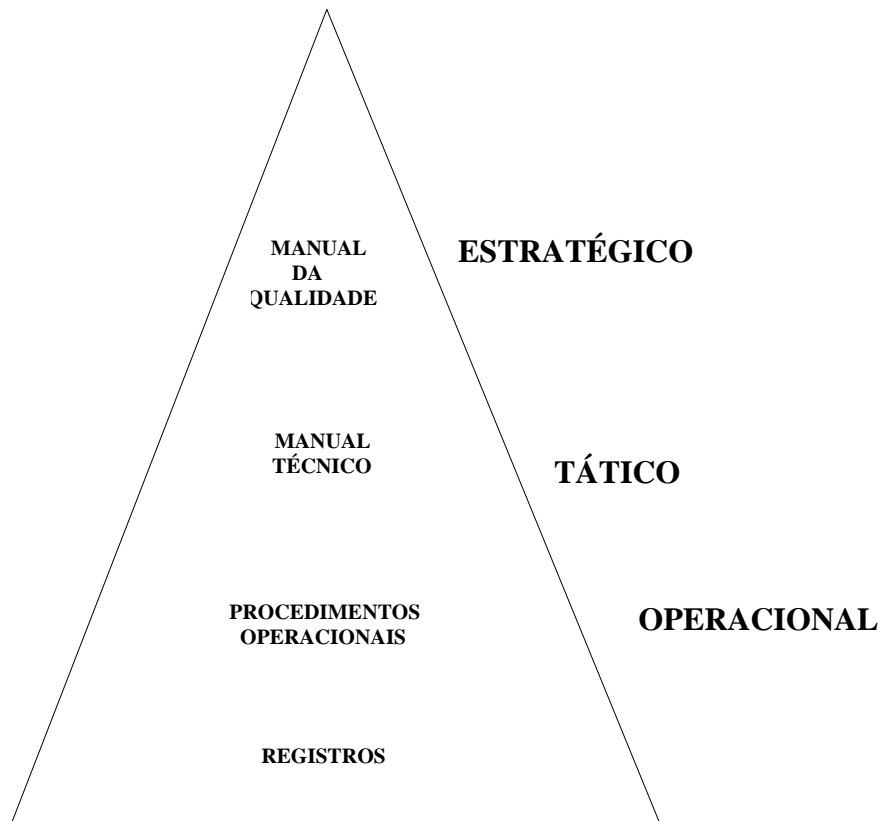 MANUAL
DA
QUALIDADE
ESTRATÉGICO
MANUAL
TÉCNICO
TÁTICO
PROCEDIMENTOS
OPERACIONAIS
OPERACIONAL
REGISTROS